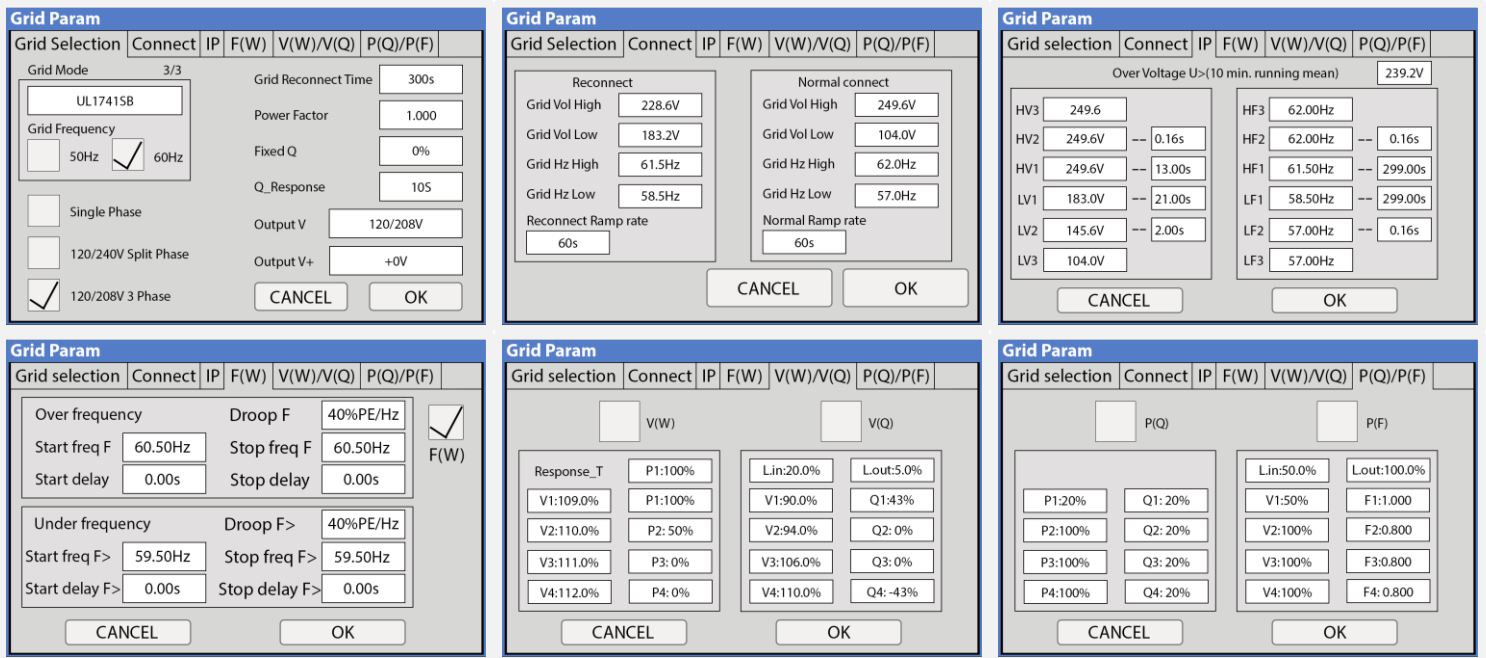 Grid Param
Grid Selection Connect IP F(W) V(W)/V(Q) P(Q)/P(F)
Grid Mode 3/3
UL1741SB
Grid Frequency
50Hz 60Hz
Single Phase
120/240V Split Phase
120/208V 3 Phase
Grid Reconnect Time 300s
Power Factor 1.000
Fixed Q 0%
Q_Response 10S
Output V 120/208V
Output V+ +0V
CANCEL OK
Grid Param
Grid Selection Connect IP F(W) V(W)/V(Q) P(Q)/P(F)
Reconnect
Grid Vol High 228.6V
Grid Vol Low 183.2V
Grid Hz High 61.5Hz
Grid Hz Low 58.5Hz
Reconnect Ramp rate
60s
Normal connect
Grid Vol High 249.6V
Grid Vol Low 104.0V
Grid Hz High 62.0Hz
Grid Hz Low 57.0Hz
Normal Ramp rate
60s
CANCEL OK
Grid Param
Grid selection Connect IP F(W) V(W)/V(Q) P(Q)/P(F)
Over Voltage U>(10 min. running mean) 239.2V
HV3 249.6
HV2 249.6V -- 0.16s
HV1 249.6V -- 13.00s
LV1 183.0V -- 21.00s
LV2 145.6V -- 2.00s
LV3 104.0V
HF3 62.00Hz
HF2 62.00Hz -- 0.16s
HF1 61.50Hz -- 299.00s
LF1 58.50Hz -- 299.00s
LF2 57.00Hz -- 0.16s
LF3 57.00Hz
CANCEL OK
Grid Param
Grid selection Connect IP F(W) V(W)/V(Q) P(Q)/P(F)
Over frequency Droop F 40%PE/Hz
Start freq F 60.50Hz Stop freq F 60.50Hz
Start delay 0.00s Stop delay 0.00s
F(W)
Under frequency Droop F> 40%PE/Hz
Start freq F> 59.50Hz Stop freq F> 59.50Hz
Start delay F> 0.00s Stop delay F> 0.00s
CANCEL OK
Grid Param
Grid selection Connect IP F(W) V(W)/V(Q) P(Q)/P(F)
V(W) V(Q)
Response_T P1:100%
V1:109.0% P1:100%
V2:110.0% P2: 50%
V3:111.0% P3: 0%
V4:112.0% P4: 0%
L.in:20.0% L.out:5.0%
V1:90.0% Q1:43%
V2:94.0% Q2: 0%
V3:106.0% Q3: 0%
V4:110.0% Q4: -43%
CANCEL OK
Grid Param
Grid selection Connect IP F(W) V(W)/V(Q) P(Q)/P(F)
P(Q) P(F)
P1:20% Q1: 20%
P2:100% Q2: 20%
P3:100% Q3: 20%
P4:100% Q4: 20%
L.in:50.0% L.out:100.0%
V1:50% F1:1.000
V2:100% F2:0.800
V3:100% F3:0.800
V4:100% F4: 0.800
CANCEL OK